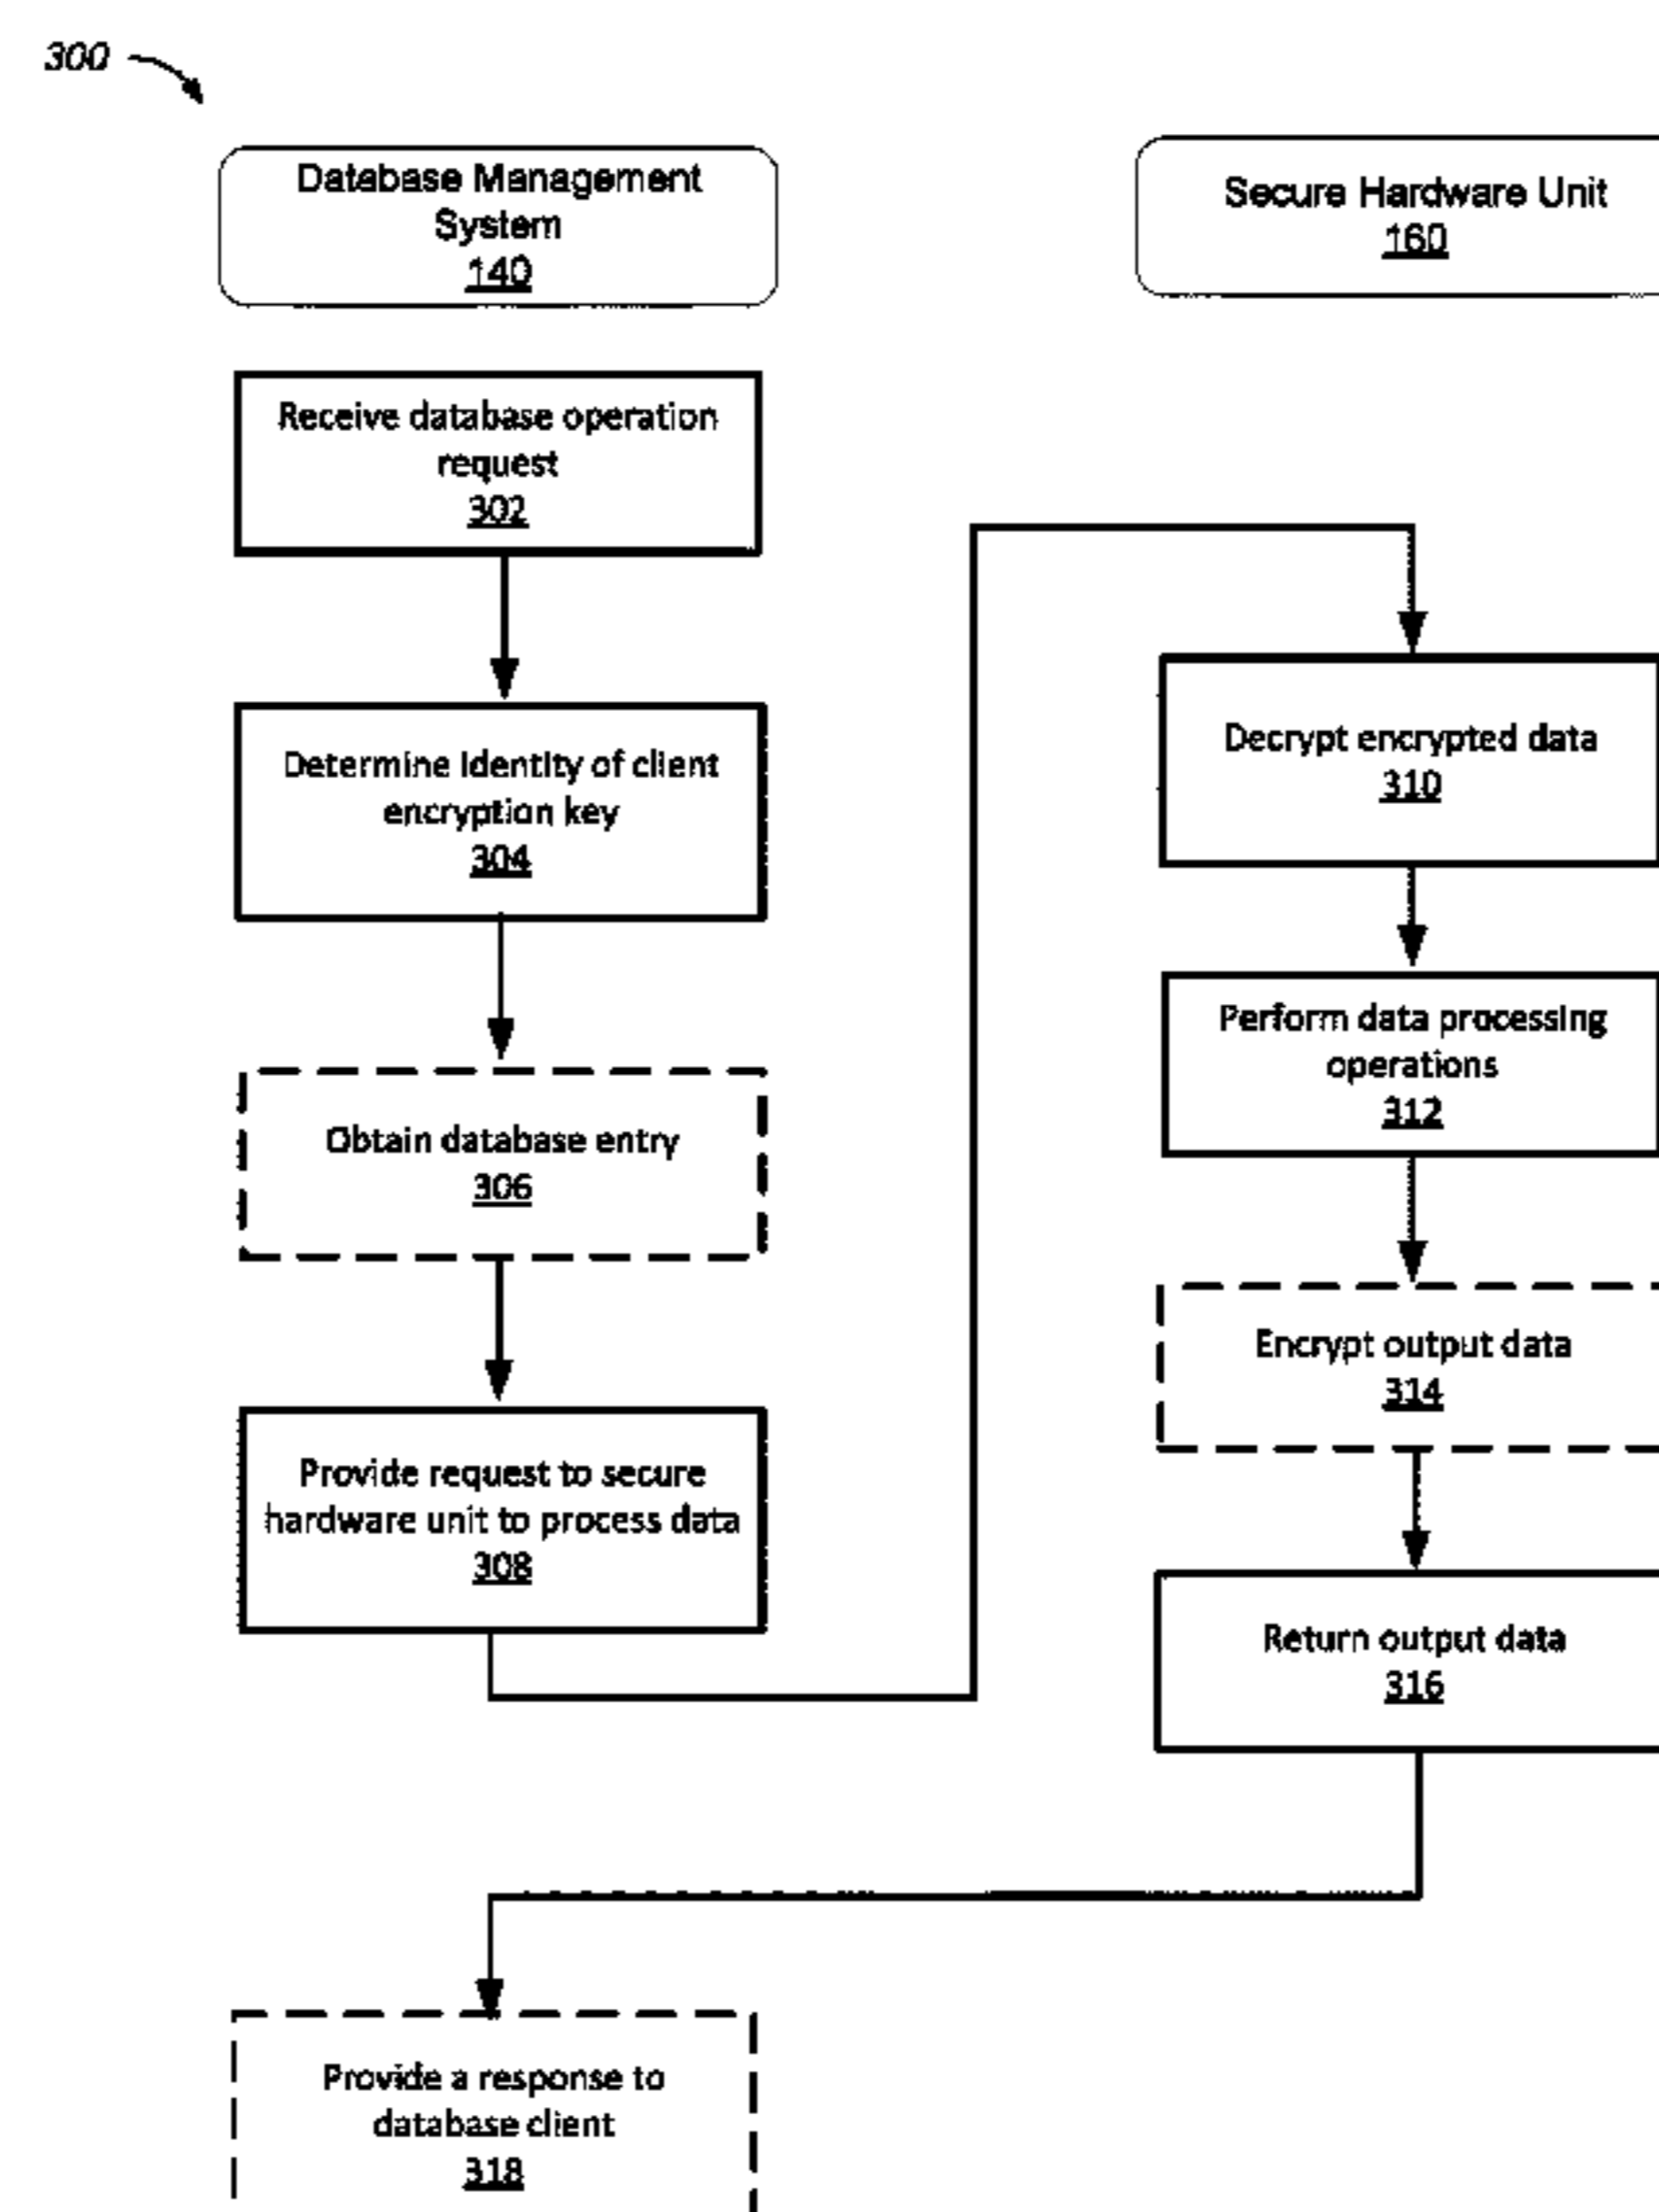 300
Database Management
System
140
Secure Hardware Unit
160
Receive database operation
request
302
Determine identity of client
encryption key
304
Obtain database entry
306
Provide request to secure
hardware unit to process data
308
Decrypt encrypted data
310
Perform data processing
operations
312
Encrypt output data
314
Return output data
316
Provide a response to
database client
318